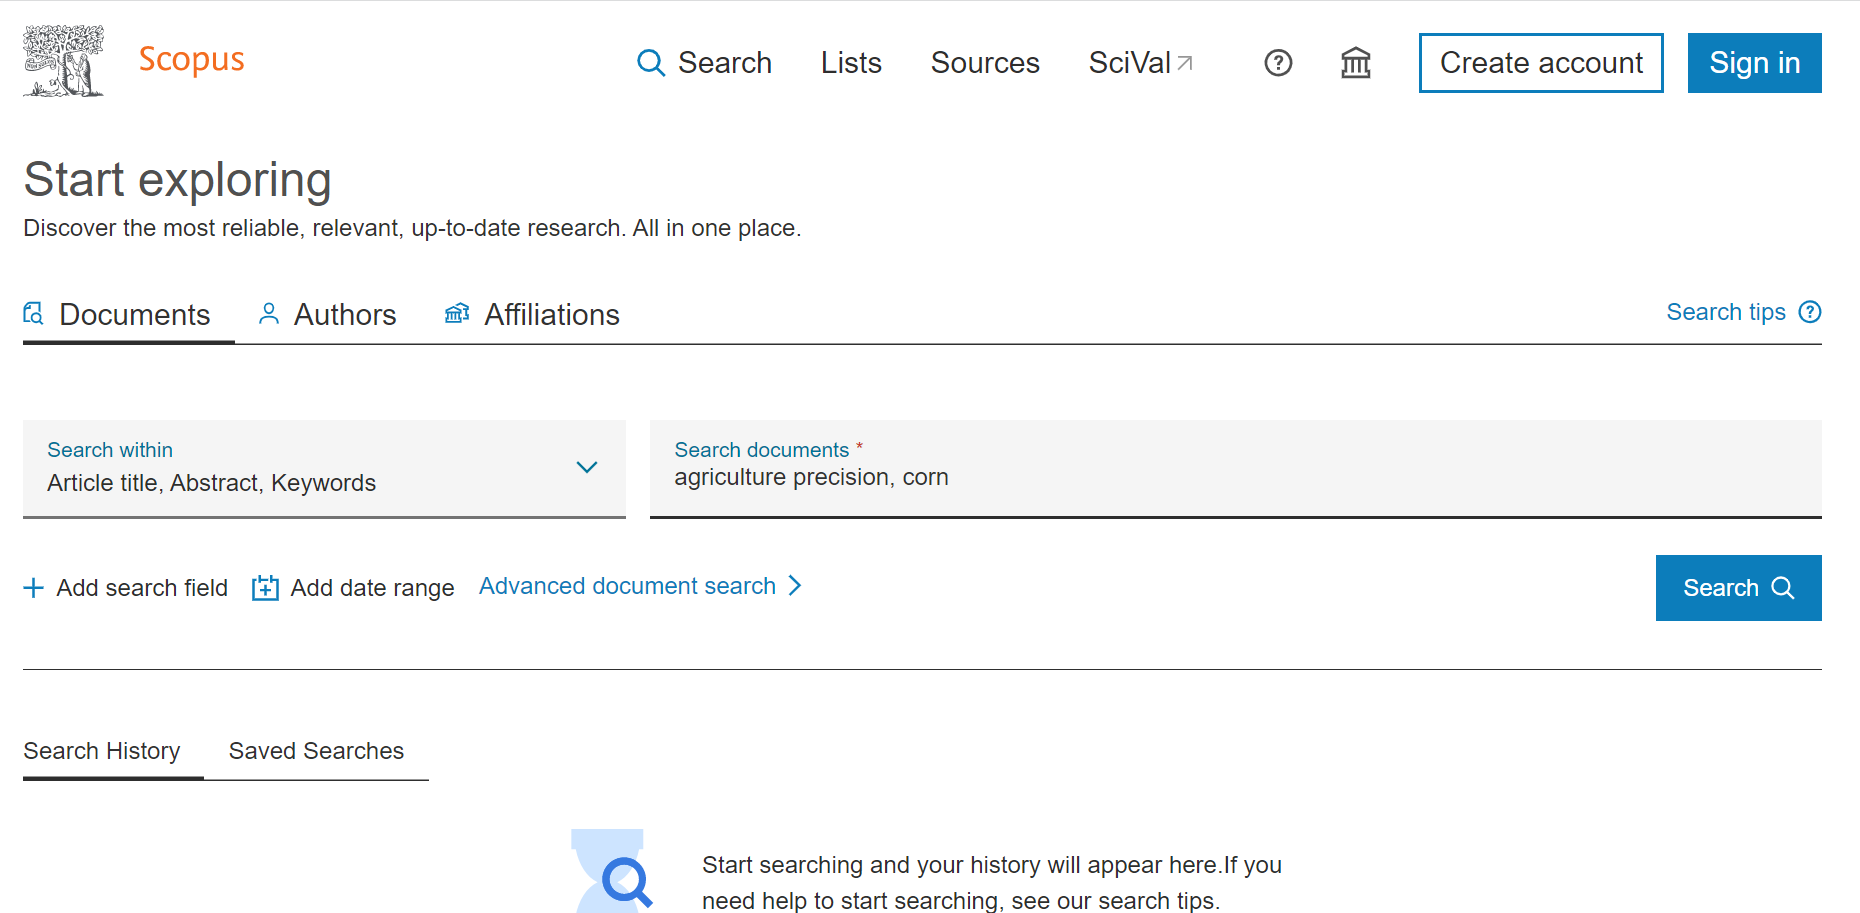 Scopus
Search Lists Sources SciVal Create account Sign in
Start exploring
Discover the most reliable, relevant, up-to-date research. All in one place.
Documents Authors Affiliations Search tips
Search within
Article title, Abstract, Keywords
Search documents *
agriculture precision, corn
Add search field Add date range Advanced document search
Search
Search History Saved Searches
Start searching and your history will appear here.If you
need help to start searching, see our search tips.